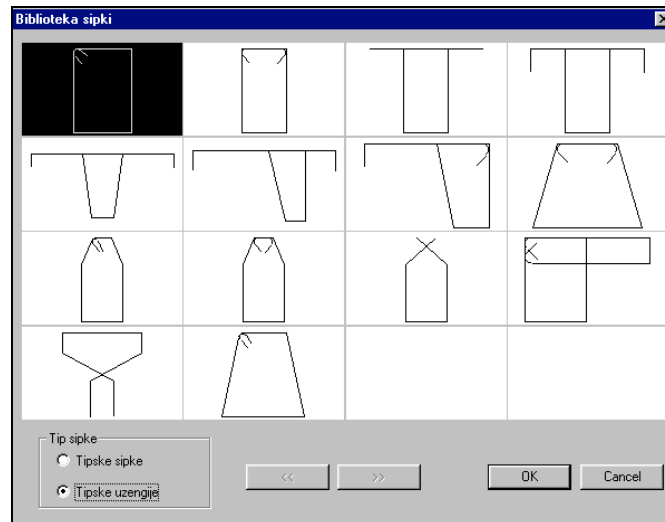 Biblioteka sipki
Tip sipke
Tipske sipke
Tipske uzengije
<<
>>
OK
Cancel